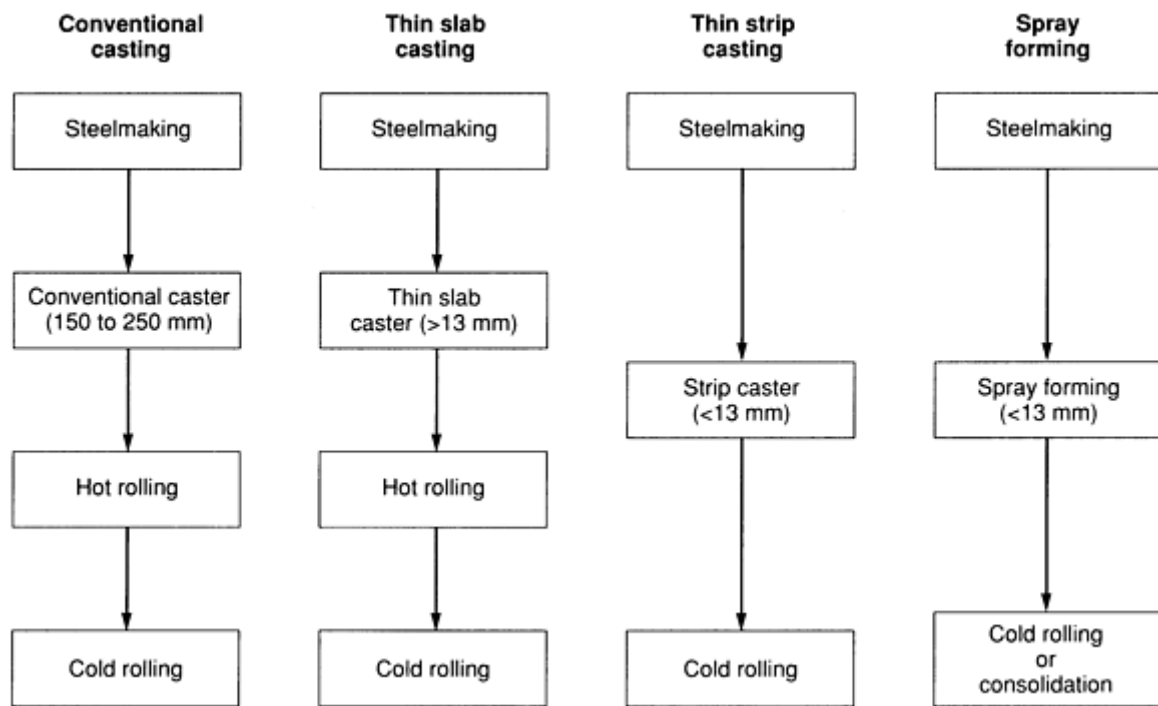 Conventional
casting
Thin slab
casting
Thin strip
casting
Spray
forming
Steelmaking
Steelmaking
Steelmaking
Steelmaking
Conventional caster
(150 to 250 mm)
Thin slab
caster (>13 mm)
Strip caster
(<13 mm)
Spray forming
(<13 mm)
Hot rolling
Hot rolling
Cold rolling
Cold rolling
Cold rolling
Cold rolling
or
consolidation